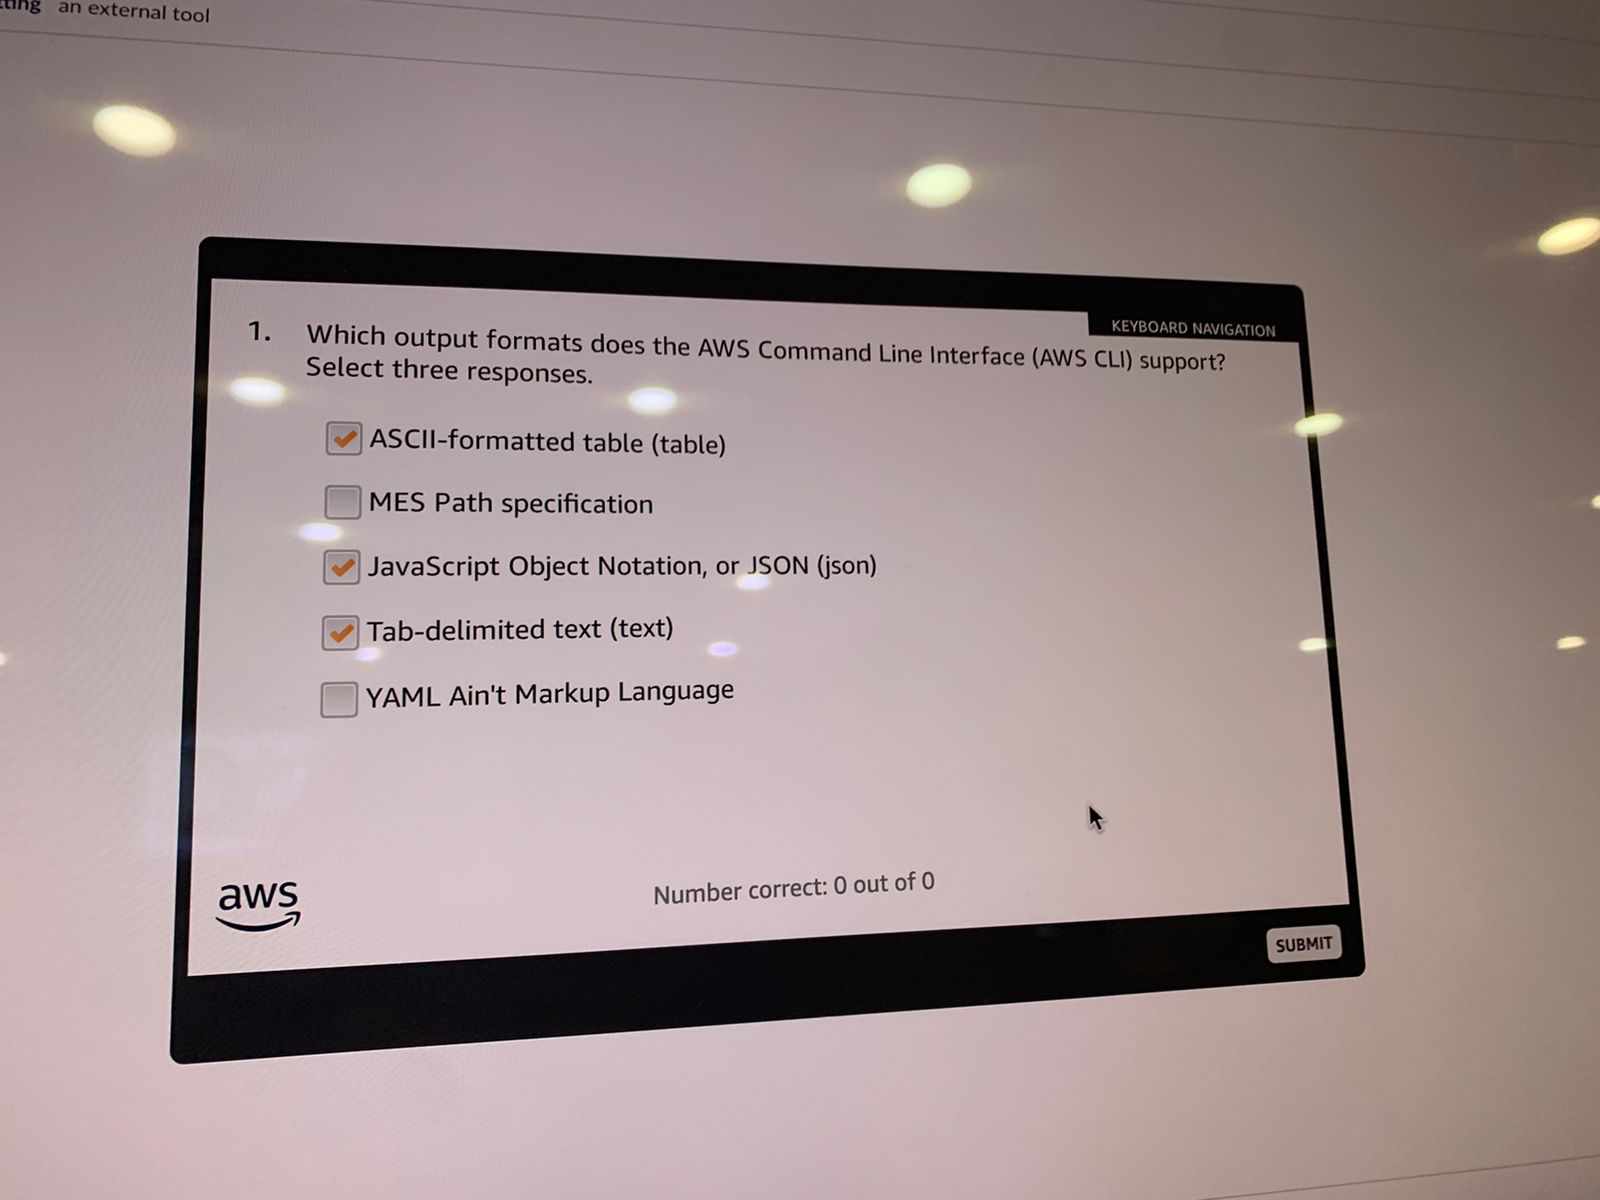 an external tool
KEYBOARD NAVIGATION
1. Which output formats does the AWS Command Line Interface (AWS CLI) support?
Select three responses.
ASCII-formatted table (table)
MES Path specification
JavaScript Object Notation, or JSON (json)
Tab-delimited text (text)
YAML Ain't Markup Language
aws
Number correct: 0 out of 0
SUBMIT